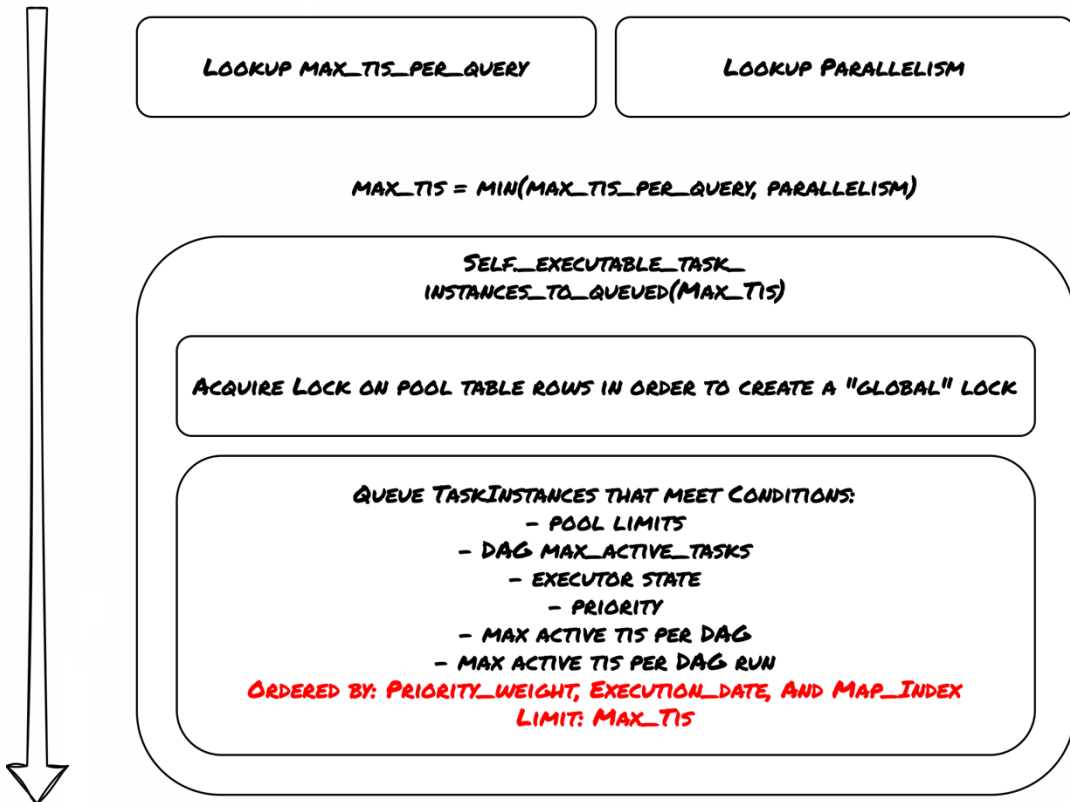 Lookup max_tis_per_query
Lookup Parallelism
max_tis = min(max_tis_per_query, parallelism)
Self._executable_task_
instances_to_queued(Max_Tis)
Acquire Lock on pool table rows in order to create a "global" lock
Queue TaskInstances that meet Conditions:
- pool limits
- DAG max_active_tasks
- executor state
- priority
- max active tis per DAG
- max active tis per DAG run
Ordered by: Priority_weight, Execution_date, And Map_Index
Limit: Max_Tis